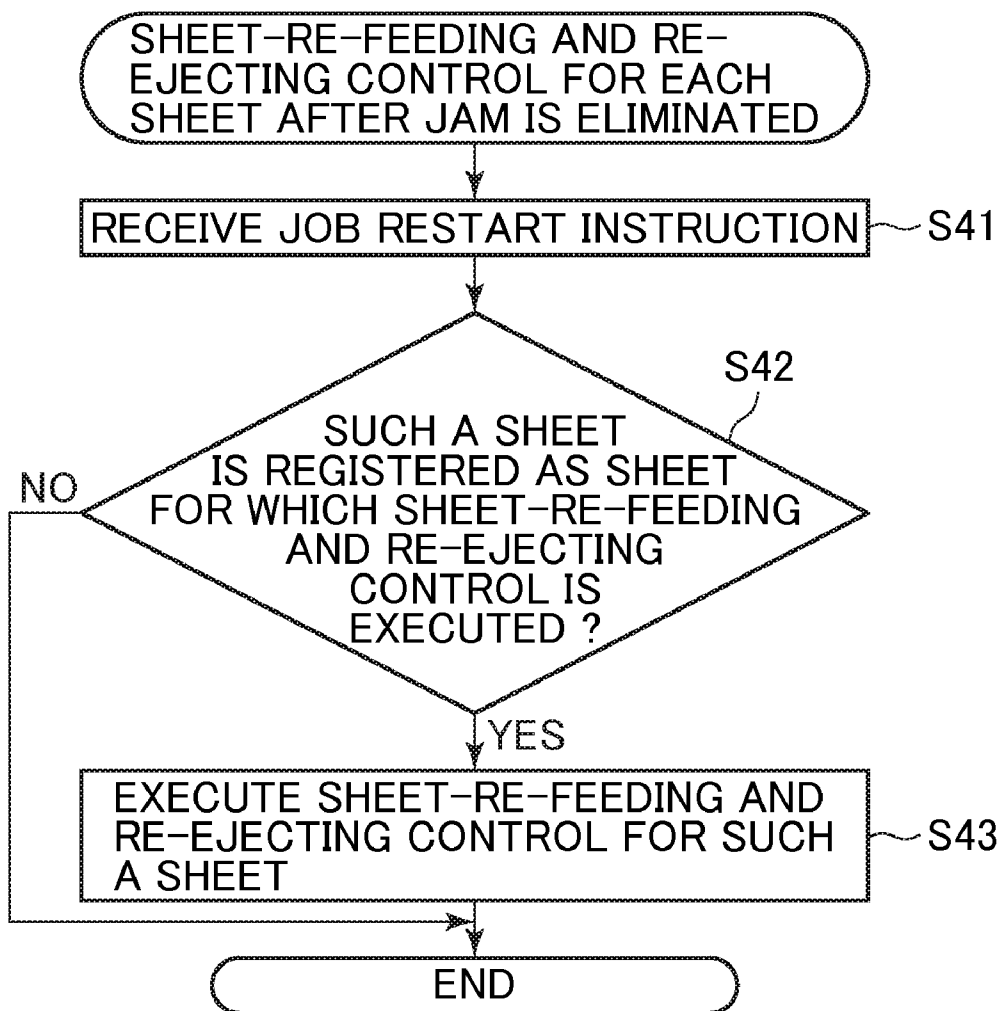 SHEET-RE-FEEDING AND RE-
EJECTING CONTROL FOR EACH
SHEET AFTER JAM IS ELIMINATED
RECEIVE JOB RESTART INSTRUCTION
S41
S42
SUCH A SHEET
IS REGISTERED AS SHEET
FOR WHICH SHEET-RE-FEEDING
AND RE-EJECTING
CONTROL IS
EXECUTED ?
NO
YES
EXECUTE SHEET-RE-FEEDING AND
RE-EJECTING CONTROL FOR SUCH
A SHEET
S43
END